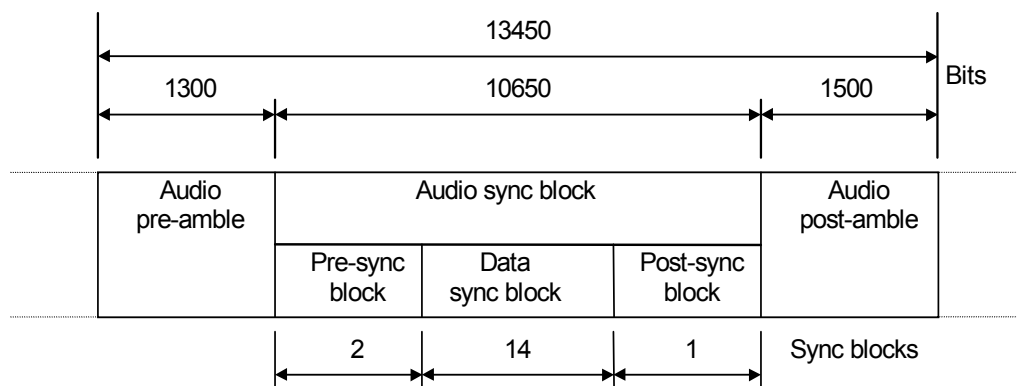 13450
Bits
1300 10650 1500
Audio
pre-amble
Audio sync block
Audio
post-amble
Pre-sync
block
Data
sync block
Post-sync
block
2 14 1 Sync blocks